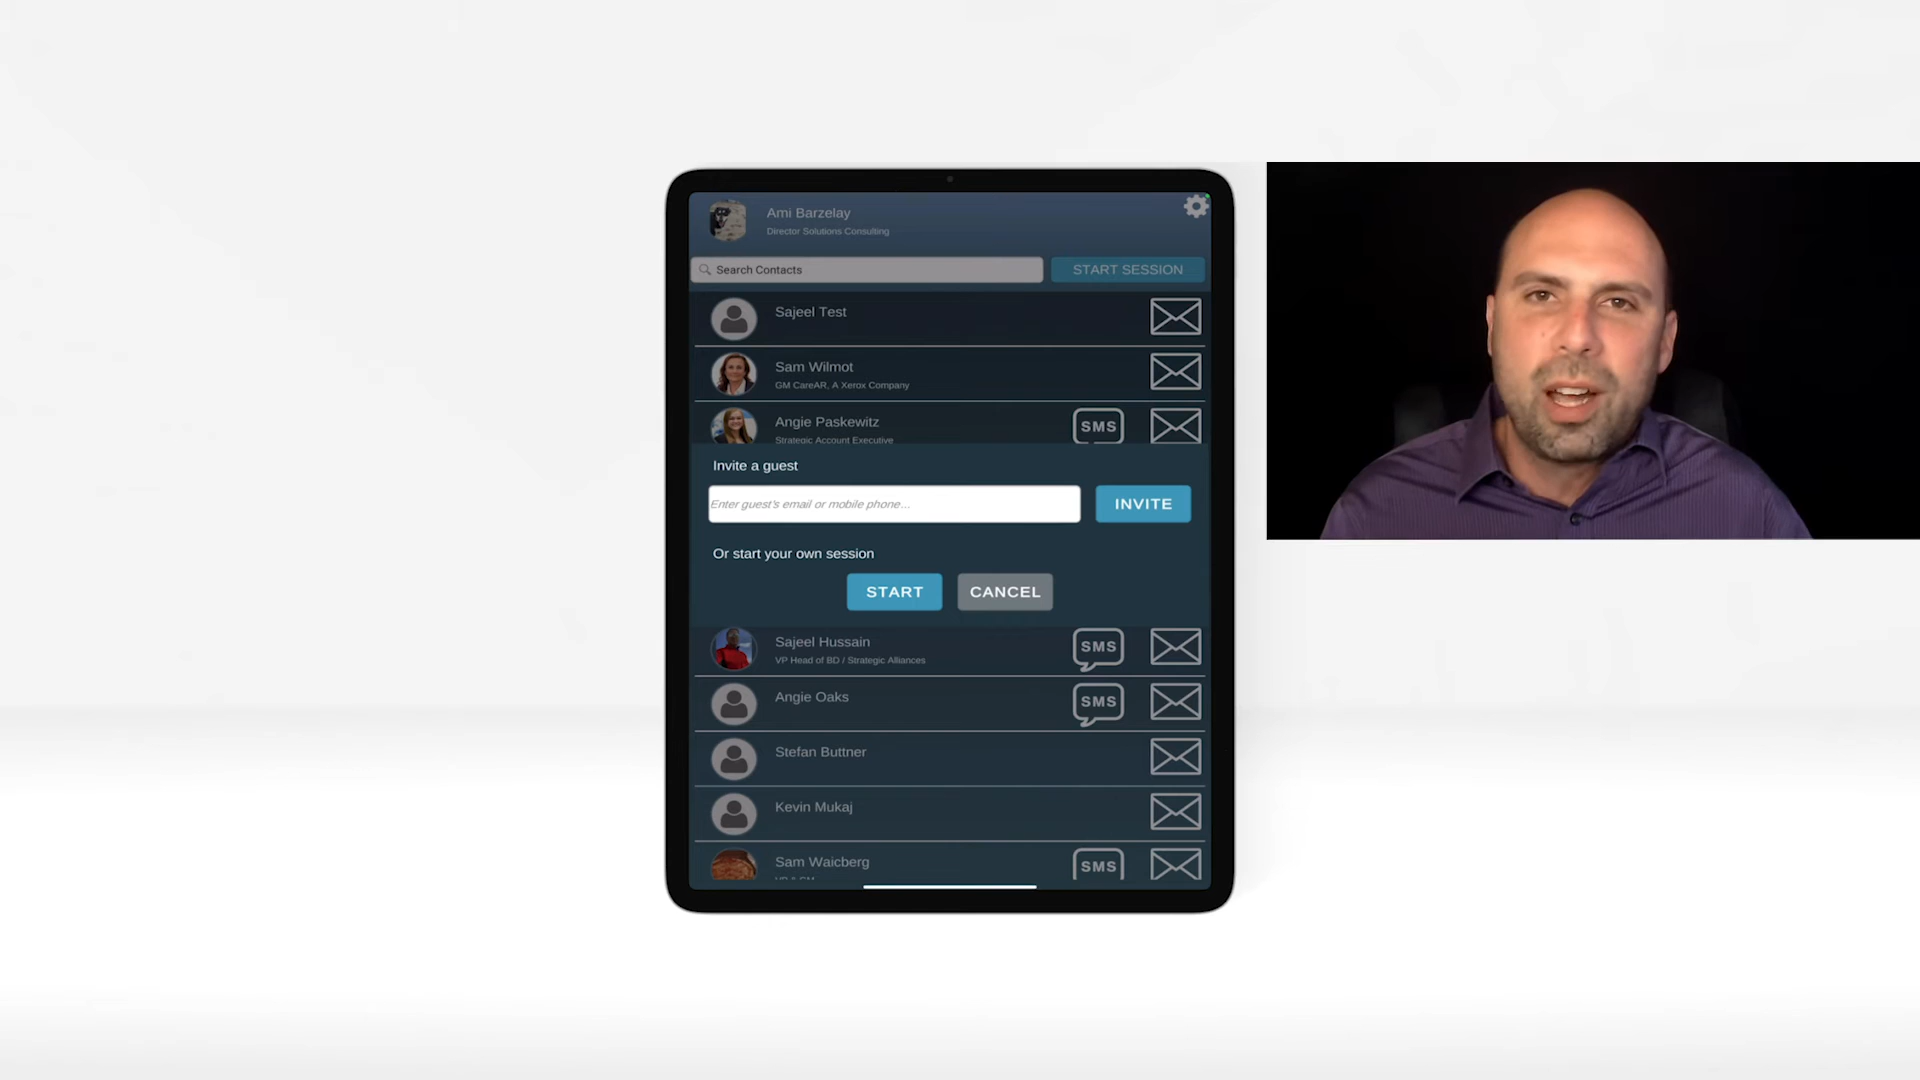 Ami Barzelay
Director Solutions Consulting
Search Contacts
START SESSION
Sajeel Test
Sam Wilmot
GM CareAR, A Xerox Company
Angie Paskewitz
SMS
Strategic Account Executive
Invite a guest
Enter guest's email or mobile phone...
INVITE
Or start your own session
START
CANCEL
Sajeel Hussain
SMS
VP Head of BD / Strategic Alliances
Angie Oaks
SMS
Stefan Buttner
Kevin Mukaj
Sam Waicberg
SMS
VP & GM